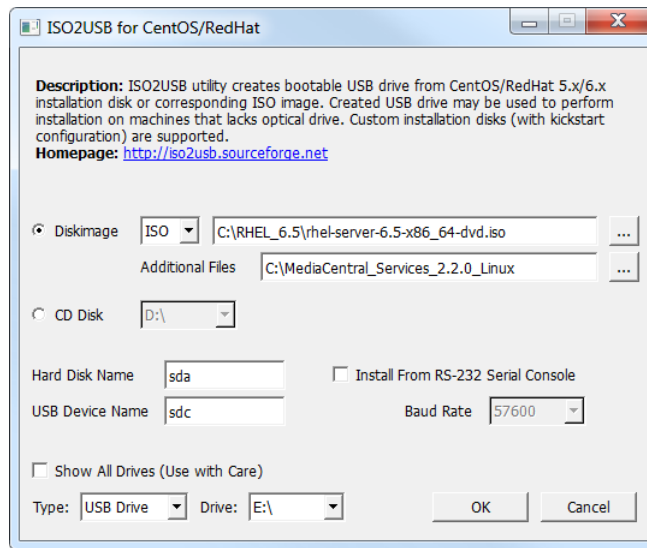 ISO2USB for CentOS/RedHat
Description: ISO2USB utility creates bootable USB drive from CentOS/RedHat 5.x/6.x
installation disk or corresponding ISO image. Created USB drive may be used to perform
installation on machines that lacks optical drive. Custom installation disks (with kickstart
configuration) are supported.
Homepage: http://iso2usb.sourceforge.net
Diskimage ISO C:\RHEL_6.5\rhel-server-6.5-x86_64-dvd.iso ...
Additional Files C:\MediaCentral_Services_2.2.0_Linux ...
CD Disk D:\
Hard Disk Name sda Install From RS-232 Serial Console
USB Device Name sdc Baud Rate 57600
Show All Drives (Use with Care)
Type: USB Drive Drive: E:\ OK Cancel